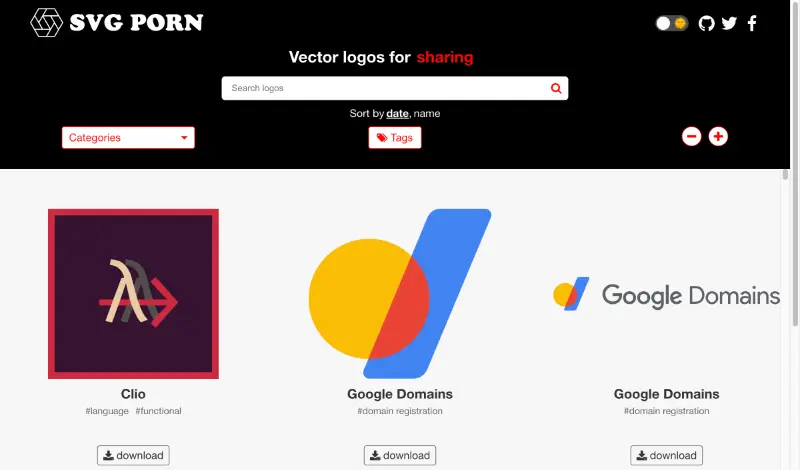 SVG PORN
Vector logos for sharing
Search logos
Sort by date, name
Categories
Tags
Google Domains
Clio
Google Domains
Google Domains
#language #functional
#domain registration
#domain registration
download
download
download